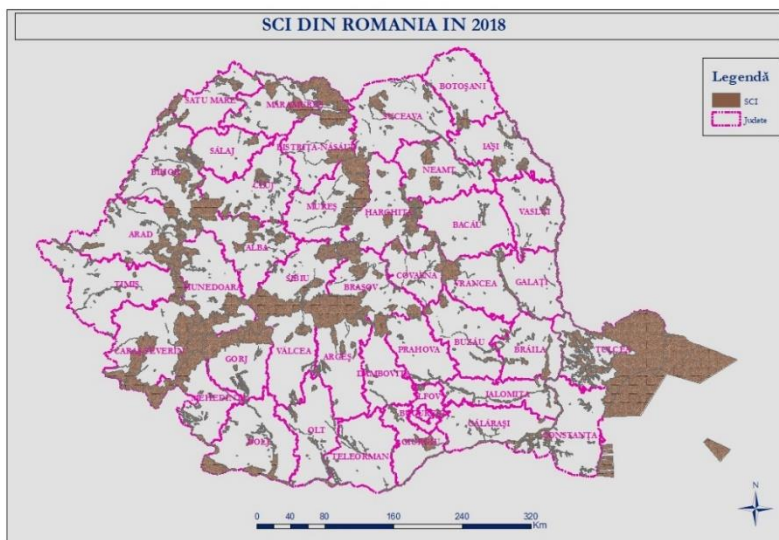 SCI DIN ROMANIA IN 2018
Legendă
SCI
Judete
BOTOȘANI
SATU MARE
MARAMUREȘ
SUCEAVA
IAȘI
SĂLAJ
BISTRIȚA-NĂSĂUD
BIHOR
CLUJ
NEAMȚ
MUREȘ
HARGHITA
VASLUI
BACĂU
ARAD
ALBA
TIMIȘ
HUNEDOARA
SIBIU
BRAȘOV
COVASNA
VRANCEA
GALAȚI
CARAȘ-SEVERIN
GORJ
VÂLCEA
ARGEȘ
PRAHOVA
BUZĂU
BRĂILA
TULCEA
DÂMBOVIȚA
MEHEDINȚI
ILFOV
IALOMIȚA
OLT
DOLJ
GIURGIU
CĂLĂRAȘI
CONSTANȚA
TELEORMAN
N
0 20 40 80 160 240 320
Km